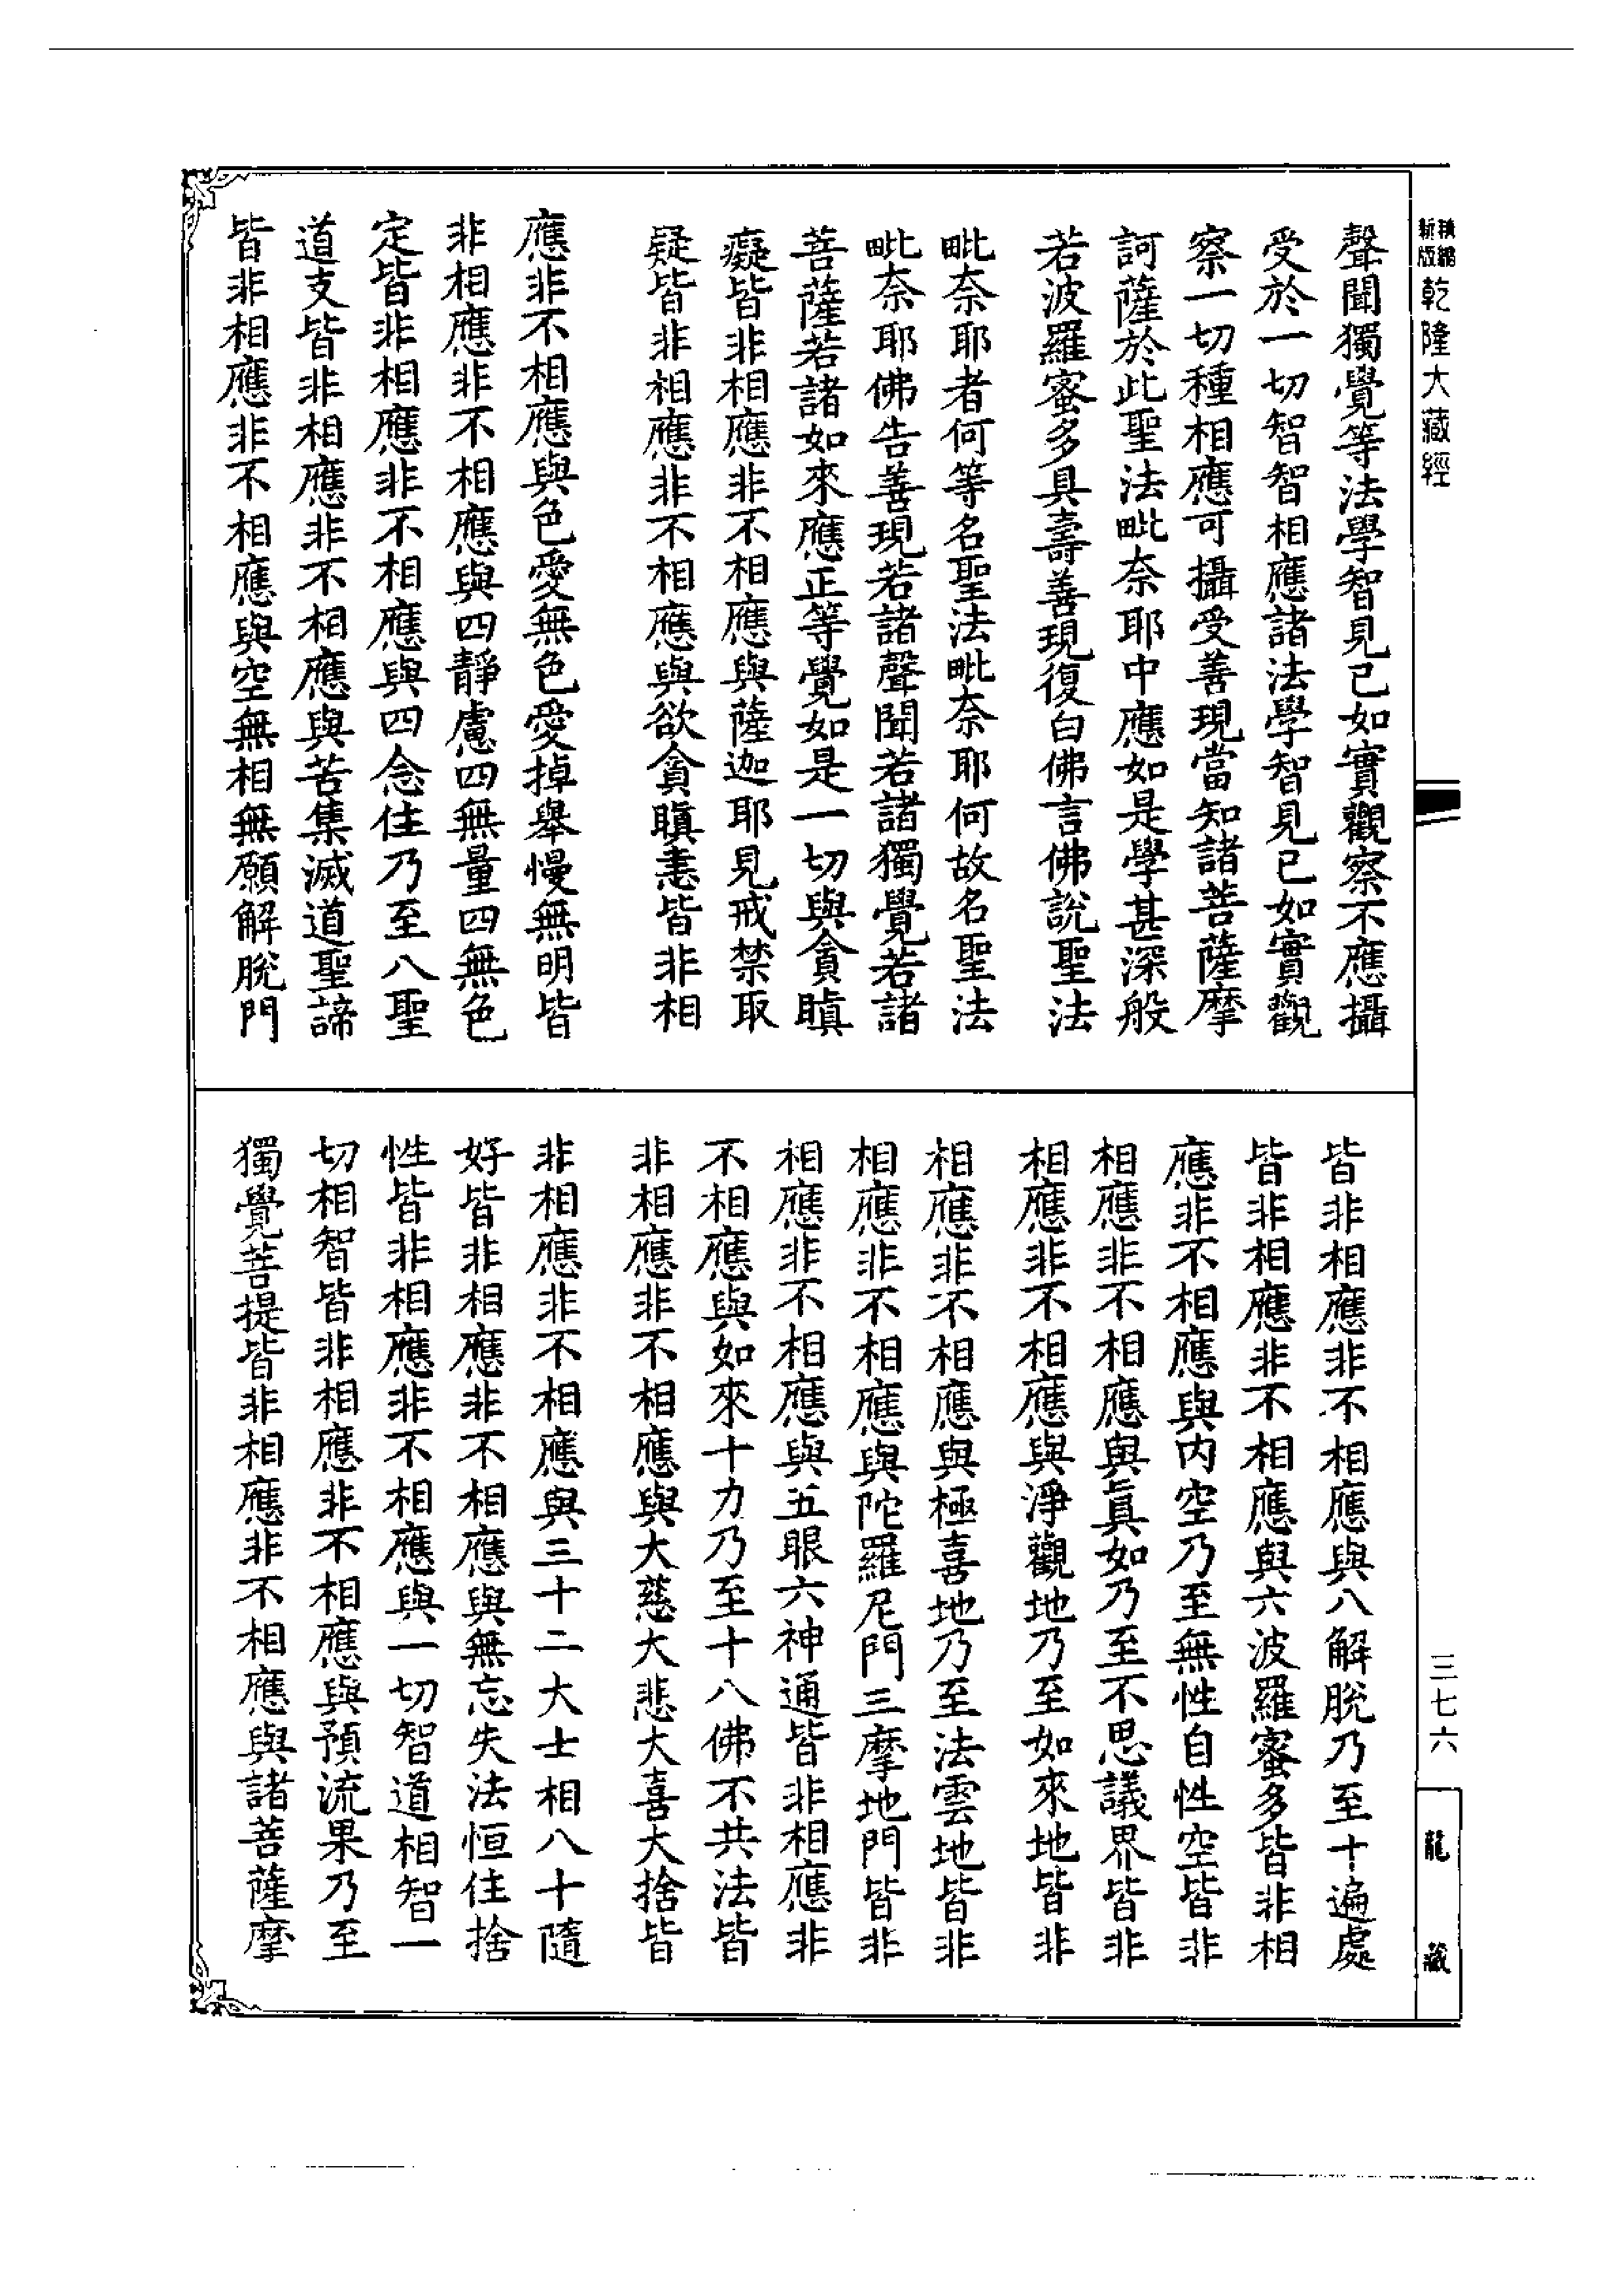 精編新版
乾隆大藏經
聲聞獨覺等法學智見已如實觀察不應攝
受於一切智智相應諸法學智見已如實觀
察一切種相應可攝受善現當知諸菩薩摩
訶薩於此聖法毗奈耶中應如是學甚深般
若波羅蜜多具壽善現復白佛言佛說聖法
毗奈耶者何等名聖法毗奈耶何故名聖法
毗奈耶佛告善現若諸聲聞若諸獨覺若諸
菩薩若諸如來應正等覺如是一切與貪瞋
癡皆非相應非不相應與薩迦耶見戒禁取
疑皆非相應非不相應與欲貪瞋恚皆非相
應非不相應與色愛無色愛掉舉慢無明皆
非相應非不相應與四靜慮四無量四無色
定皆非相應非不相應與四念住乃至八聖
道支皆非相應非不相應與苦集滅道聖諦
皆非相應非不相應與空無相無願解脫門
皆非相應非不相應與八解脫乃至十遍處
皆非相應非不相應與六波羅蜜多皆非相
應非不相應與內空乃至無性自性空皆非
相應非不相應與真如乃至不思議界皆非
相應非不相應與淨觀地乃至如來地皆非
相應非不相應與極喜地乃至法雲地皆非
相應非不相應與陀羅尼門三摩地門皆非
相應非不相應與五眼六神通皆非相應非
不相應與如來十力乃至十八佛不共法皆
非相應非不相應與大慈大悲大喜大捨皆
非相應非不相應與三十二大士相八十隨
好皆非相應非不相應與無忘失法恒住捨
性皆非相應非不相應與一切智道相智一
切相智皆非相應非不相應與預流果乃至
獨覺菩提皆非相應非不相應與諸菩薩摩
三七六
龍藏